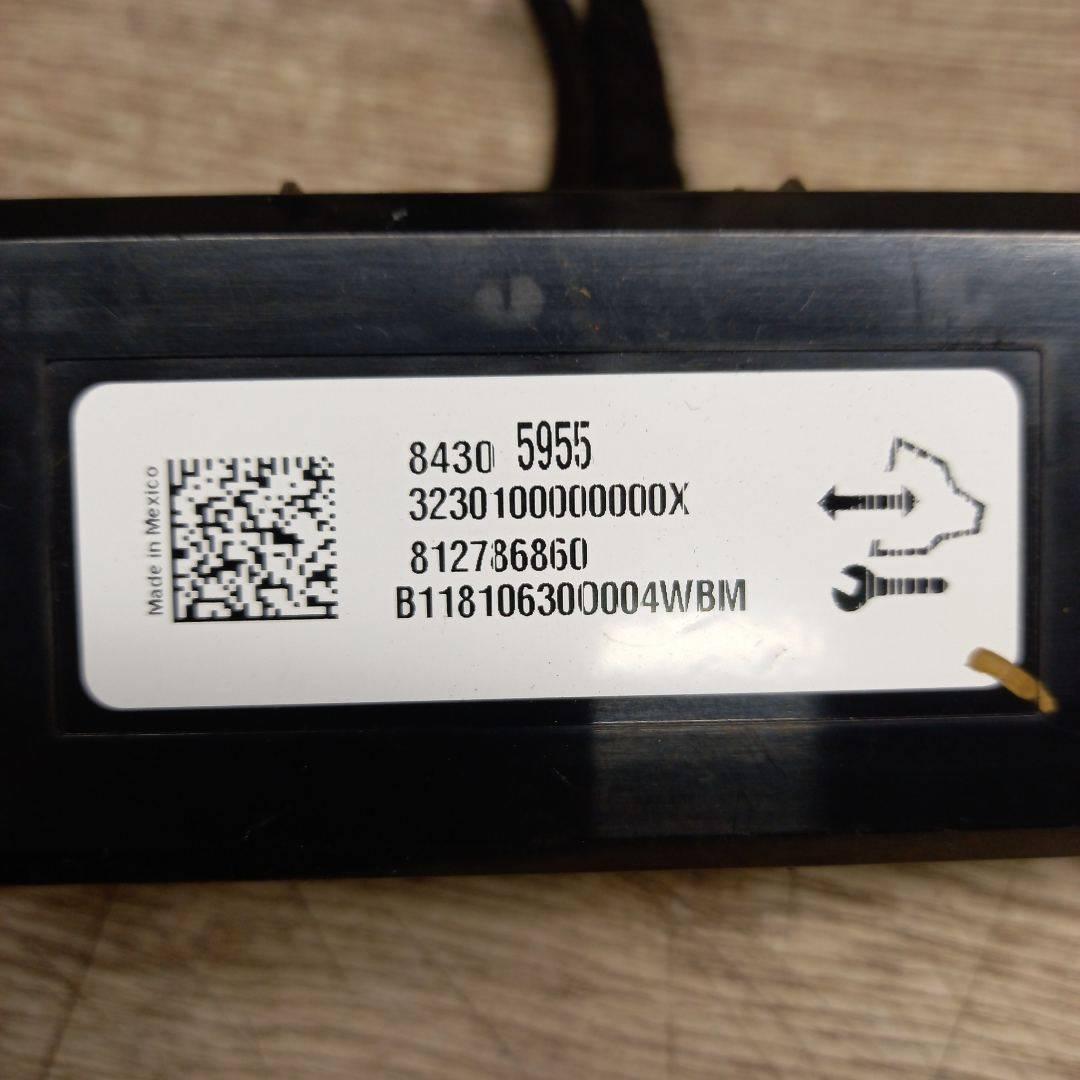 Made in Mexico
8430 5955
3230100000000X
812786860
B118106300004WBM